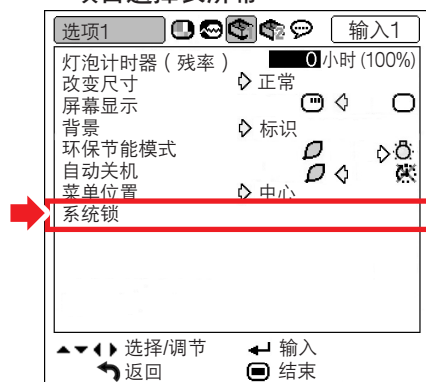 选项1 输入1
灯泡计时器（残率） 0 小时 (100%)
改变尺寸 正常
屏幕显示
背景 标识
环保节能模式
自动关机
菜单位置 中心
系统锁
选择/调节 输入
返回 结束